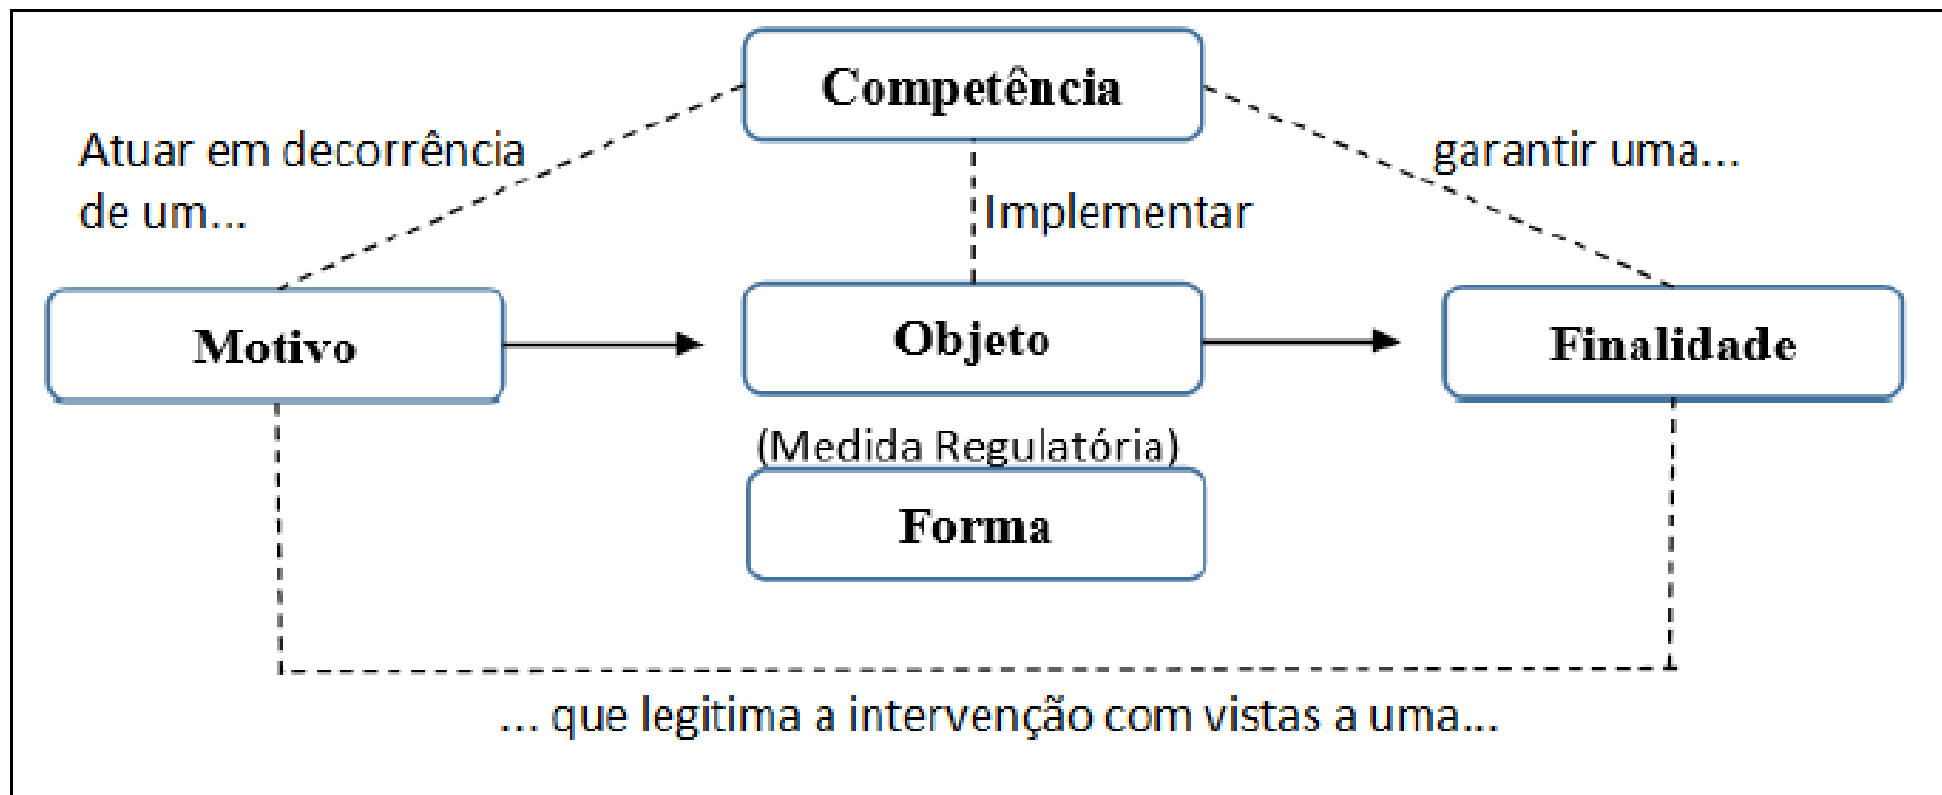 Competência
Atuar em decorrência
de um...
garantir uma...
Implementar
Motivo
Objeto
Finalidade
(Medida Regulatória)
Forma
... que legitima a intervenção com vistas a uma...